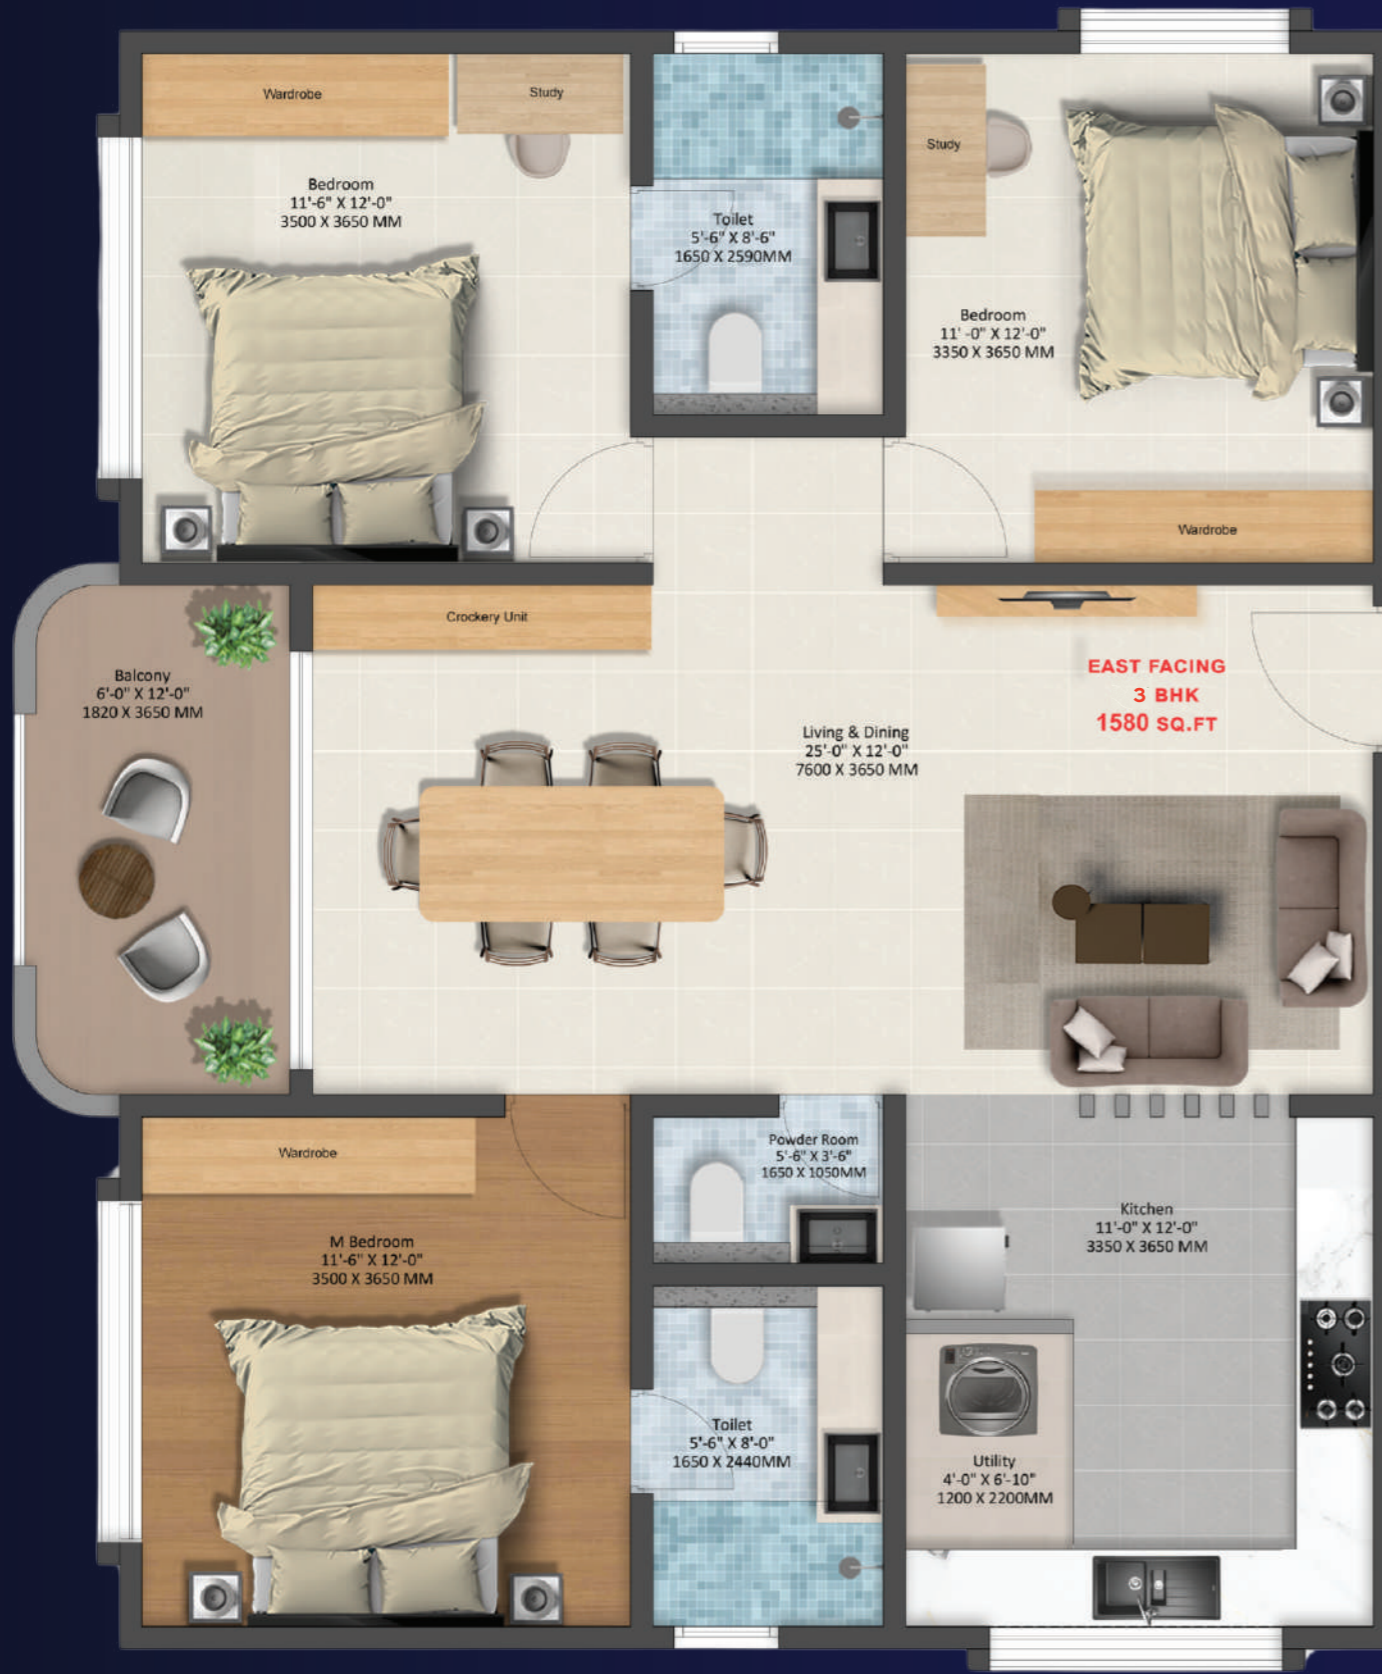 Wardrobe
Study
Bedroom
11'-6" X 12'-0"
3500 X 3650 MM
Toilet
5'-6" X 8'-6"
1650 X 2590MM
Study
Bedroom
11' -0" X 12'-0"
3350 X 3650 MM
Wardrobe
Crockery Unit
Balcony
6'-0" X 12'-0"
1820 X 3650 MM
Living & Dining
25'-0" X 12'-0"
7600 X 3650 MM
EAST FACING
3 BHK
1580 SQ.FT
Wardrobe
M Bedroom
11'-6" X 12'-0"
3500 X 3650 MM
Powder Room
5'-6" X 3'-6"
1650 X 1050MM
Kitchen
11'-0" X 12'-0"
3350 X 3650 MM
Toilet
5'-6" X 8'-0"
1650 X 2440MM
Utility
4'-0" X 6'-10"
1200 X 2200MM